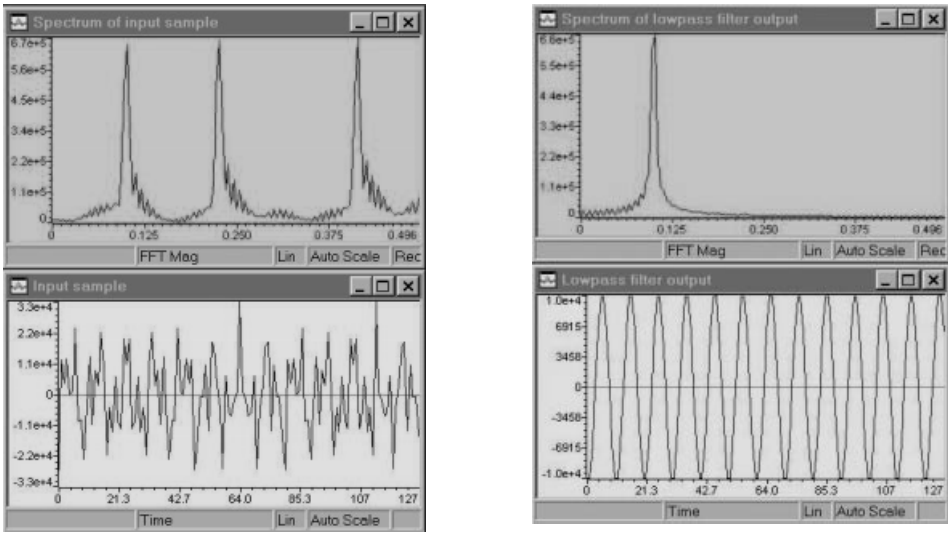 Spectrum of input sample
6.7e+5
5.6e+5
4.5e+5
3.4e+5
2.2e+5
1.1e+5
0
0 0.125 0.250 0.375 0.496
FFT Mag Lin Auto Scale Rec
Input sample
3.3e+4
2.2e+4
1.1e+4
0
-1.1e+4
-2.2e+4
-3.3e+4
0 21.3 42.7 64.0 85.3 107 127
Time Lin Auto Scale
Spectrum of lowpass filter output
6.6e+5
5.5e+5
4.4e+5
3.3e+5
2.2e+5
1.1e+5
0
0 0.125 0.250 0.375 0.496
FFT Mag Lin Auto Scale Rec
Lowpass filter output
1.0e+4
6915
3458
0
-3458
-6915
-1.0e+4
0 21.3 42.7 64.0 85.3 107 127
Time Lin Auto Scale